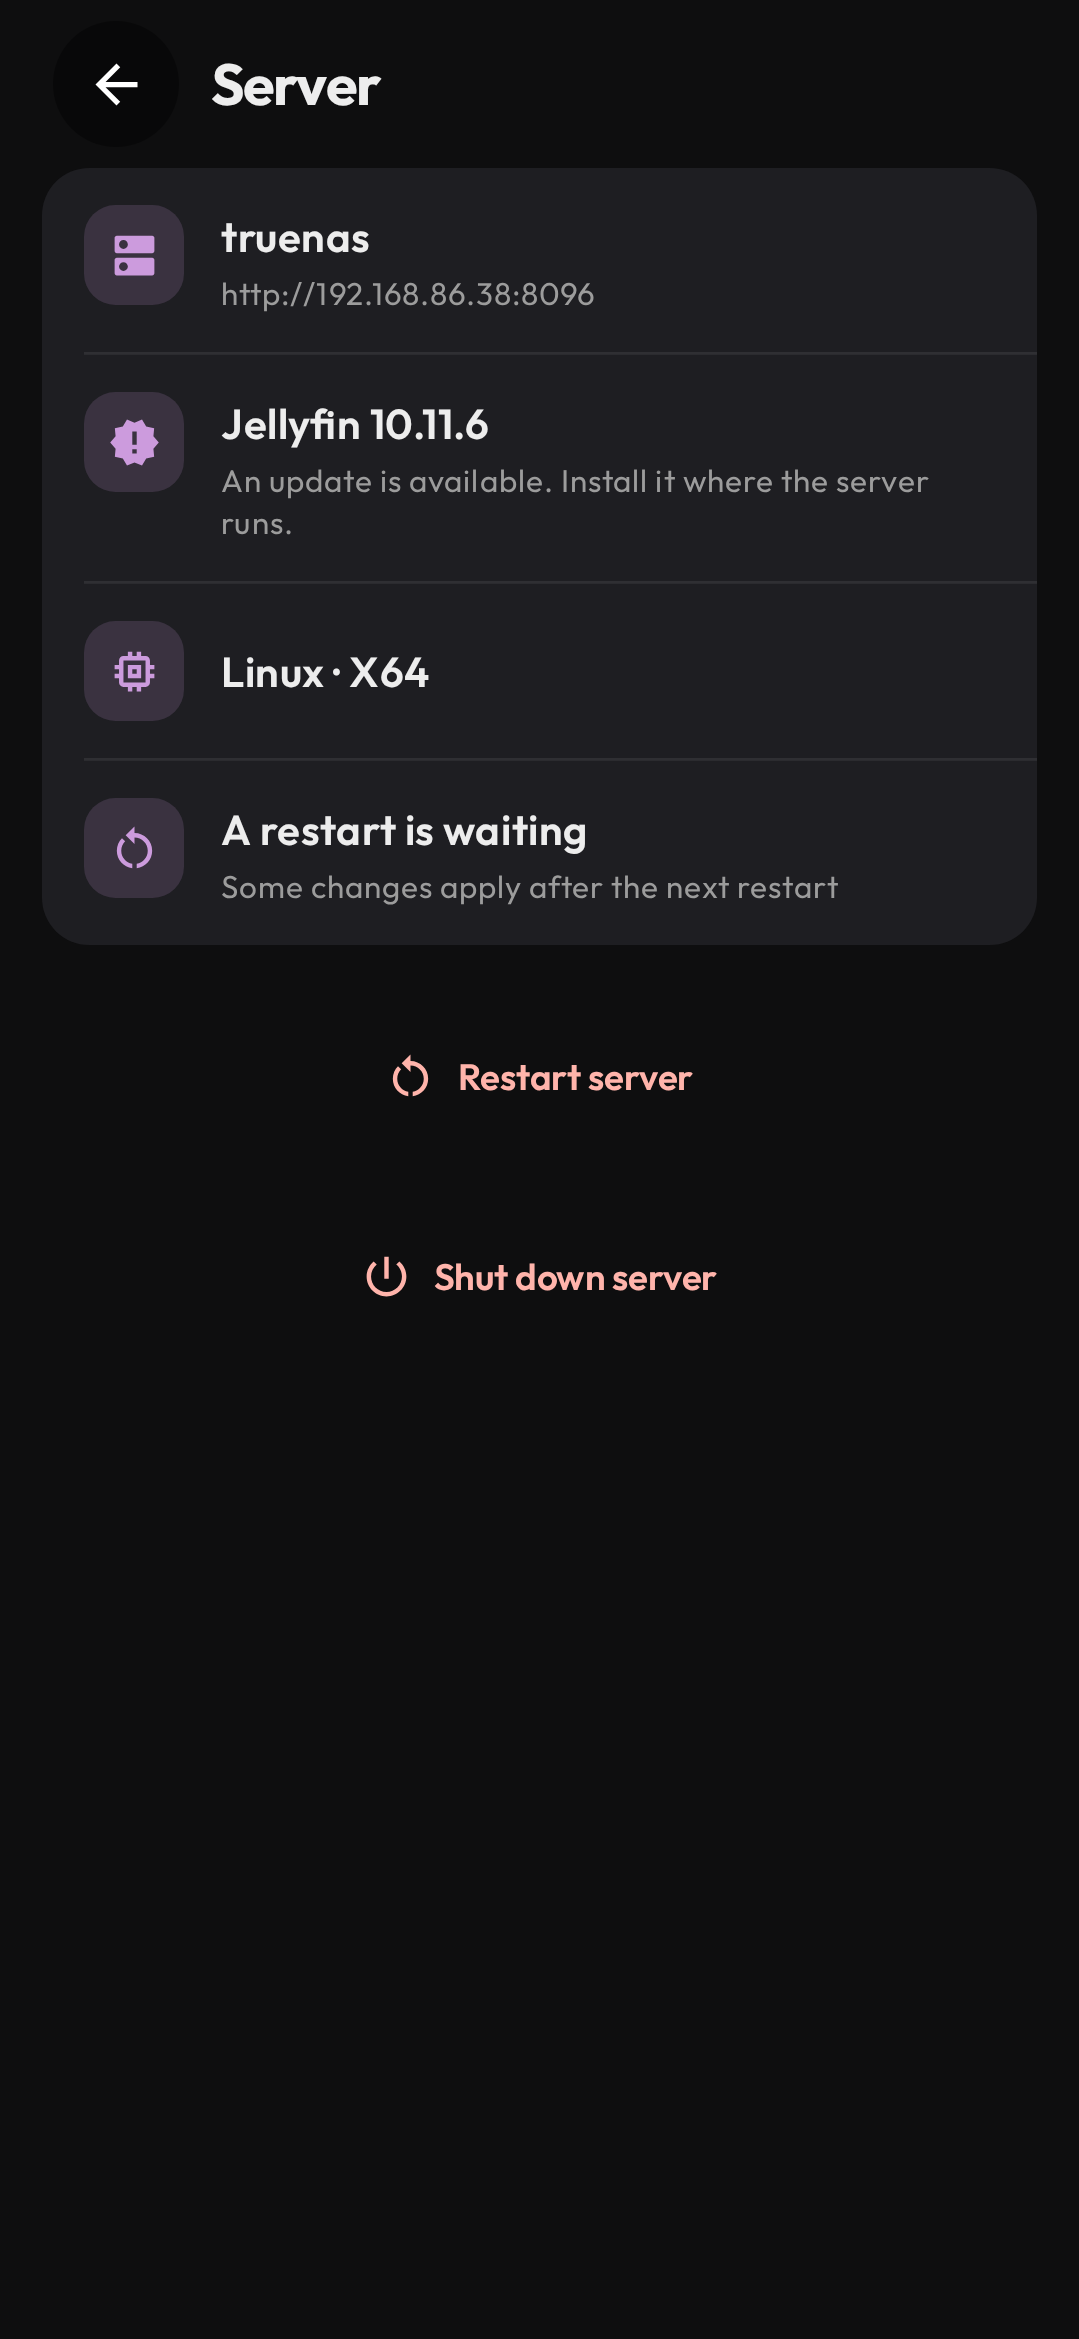 Server
truenas
http://192.168.86.38:8096
Jellyfin 10.11.6
An update is available. Install it where the server
runs.
Linux · X64
A restart is waiting
Some changes apply after the next restart
Restart server
Shut down server